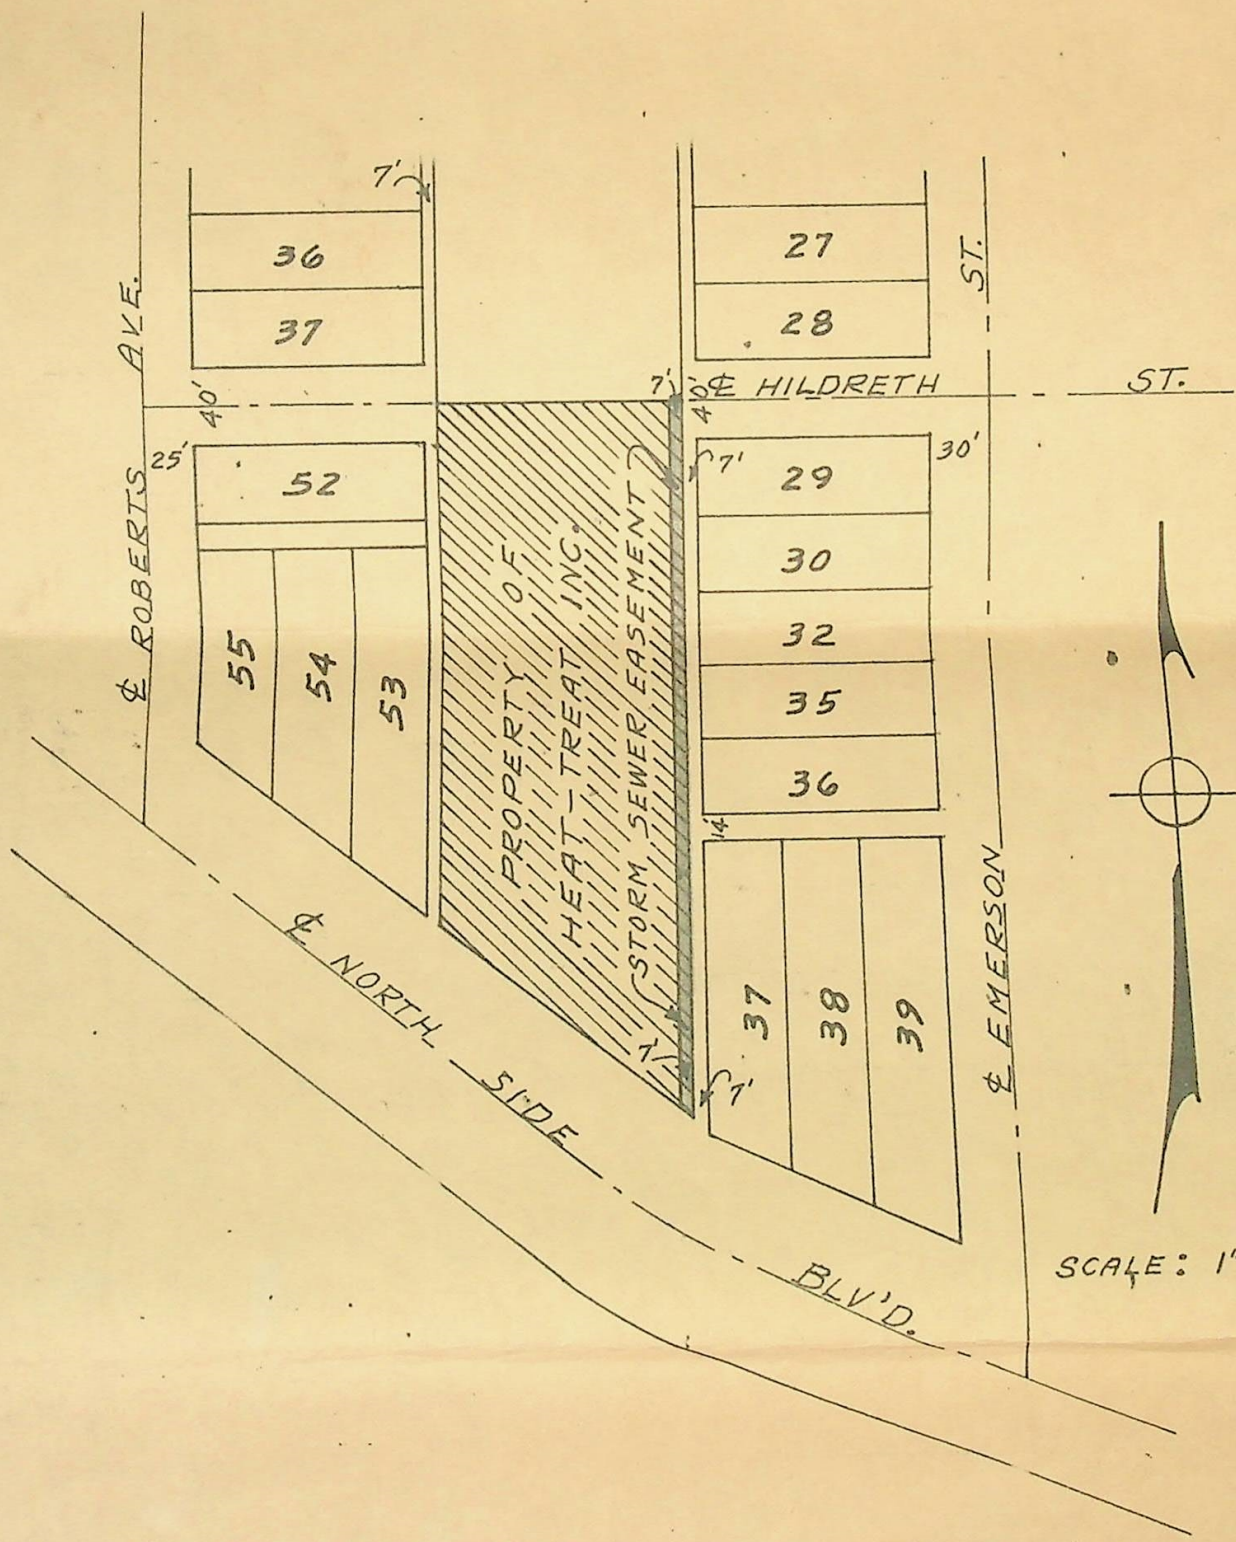 7'
36
37
27
28
℄ ROBERTS AVE.
ST.
7'
40'
℄ HILDRETH ST.
40'
25'
52
7'
29
30'
30
32
35
36
55
54
53
PROPERTY OF
HEAT-TREAT INC.
STORM SEWER EASEMENT
14'
37
38
39
℄ EMERSON
7'
7'
℄ NORTH SIDE BLV'D.
SCALE: 1"